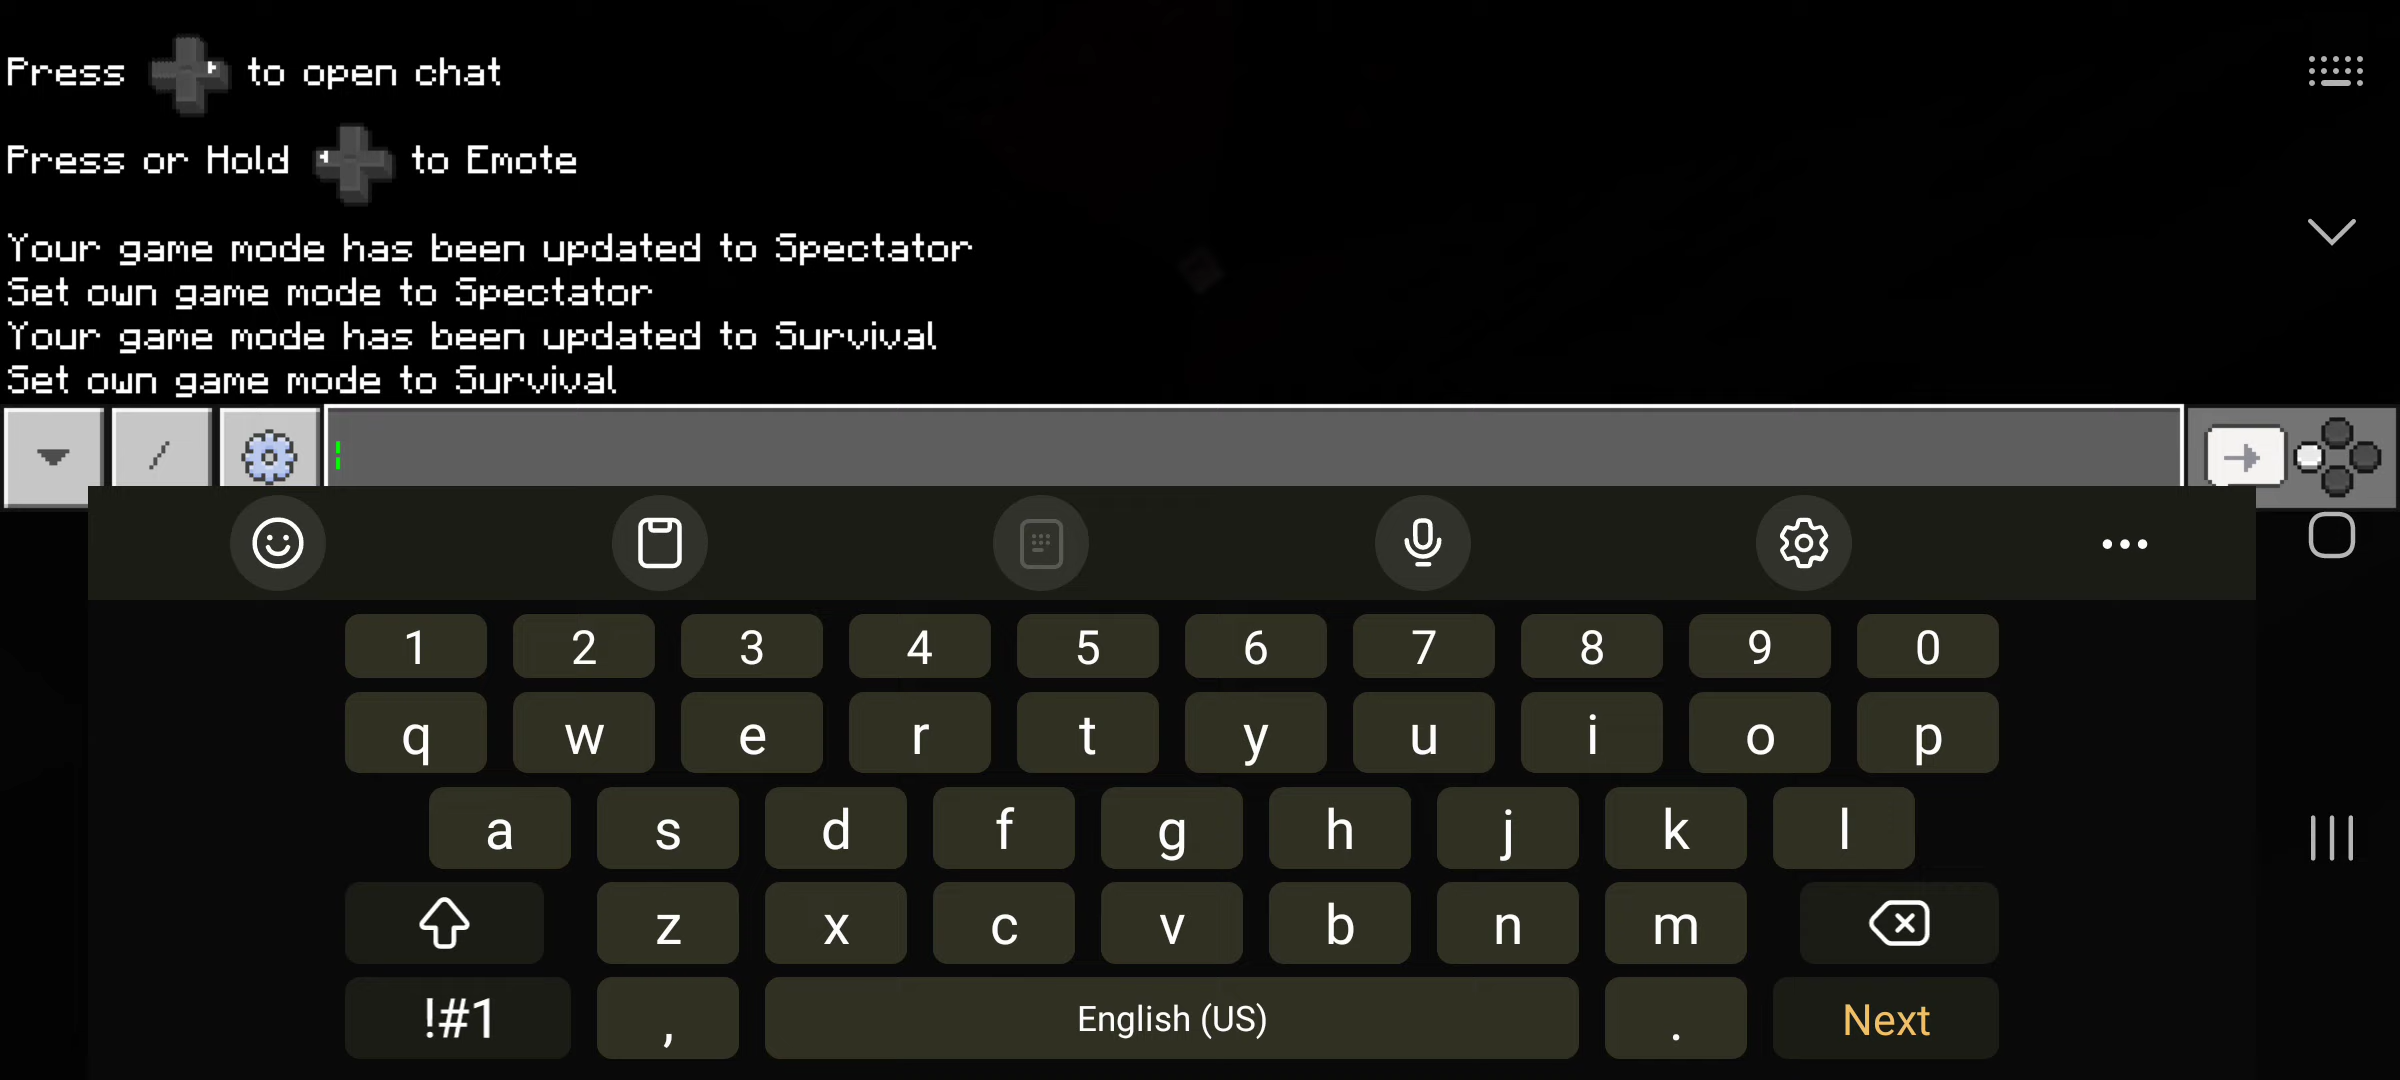 Press to open chat
Press or Hold to Emote
Your game mode has been updated to Spectator
Set own game mode to Spectator
Your game mode has been updated to Survival
Set own game mode to Survival
/
1 2 3 4 5 6 7 8 9 0
q w e r t y u i o p
a s d f g h j k l
z x c v b n m
!#1 , English (US) . Next